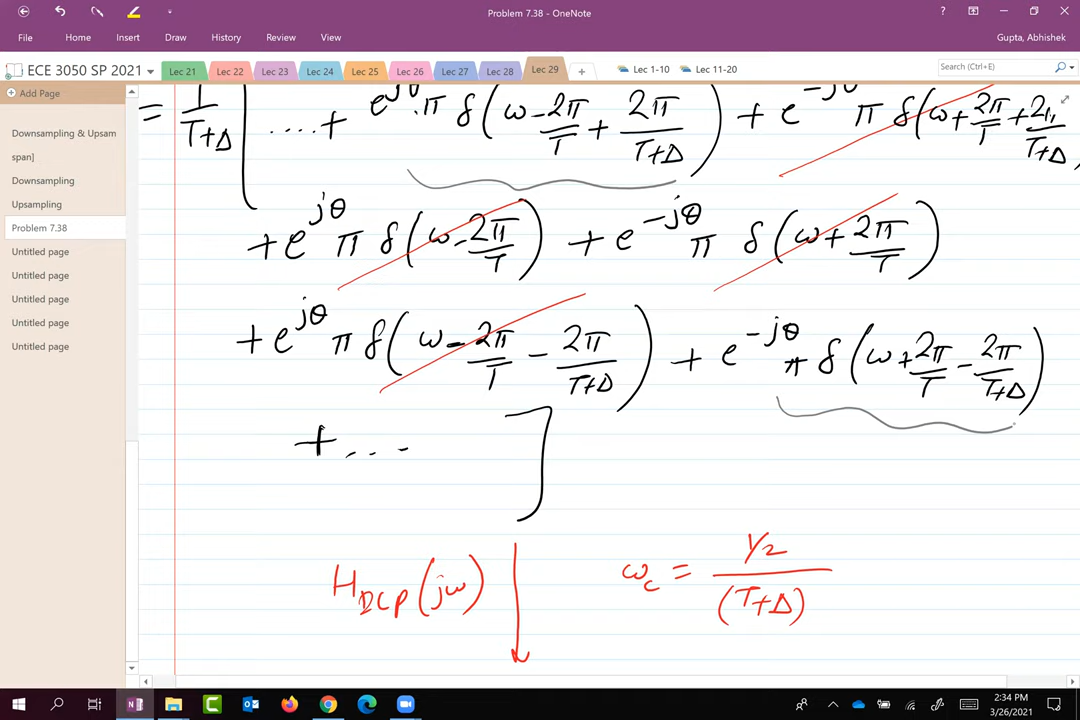 Problem 7.38 - OneNote
Gupta, Abhishek
File Home Insert Draw History Review View
ECE 3050 SP 2021 Lec 21 Lec 22 Lec 23 Lec 24 Lec 25 Lec 26 Lec 27 Lec 28 Lec 29 Lec 1-10 Lec 11-20 Search (Ctrl+E)
Add Page
Downsampling & Upsam
span]
Downsampling
Upsampling
Problem 7.38
Untitled page
Untitled page
Untitled page
Untitled page
Untitled page
= 1/(T+Δ) [ .... + e^{jθ}.π δ(ω - 2π/T + 2π/(T+Δ)) + e^{-jθ} π δ(ω + 2π/T + 2π/(T+Δ)
+ e^{jθ} π δ(ω - 2π/T) + e^{-jθ} π δ(ω + 2π/T)
+ e^{jθ} π δ(ω - 2π/T - 2π/(T+Δ)) + e^{-jθ} π δ(ω + 2π/T - 2π/(T+Δ))
+ .... ]
ω_c = (1/2)/(T+Δ)
2:34 PM
3/26/2021